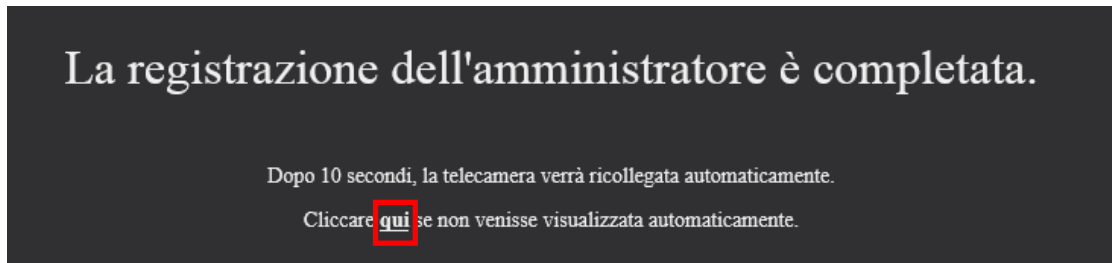 La registrazione dell'amministratore è completata.
Dopo 10 secondi, la telecamera verrà ricollegata automaticamente.
Cliccare qui se non venisse visualizzata automaticamente.